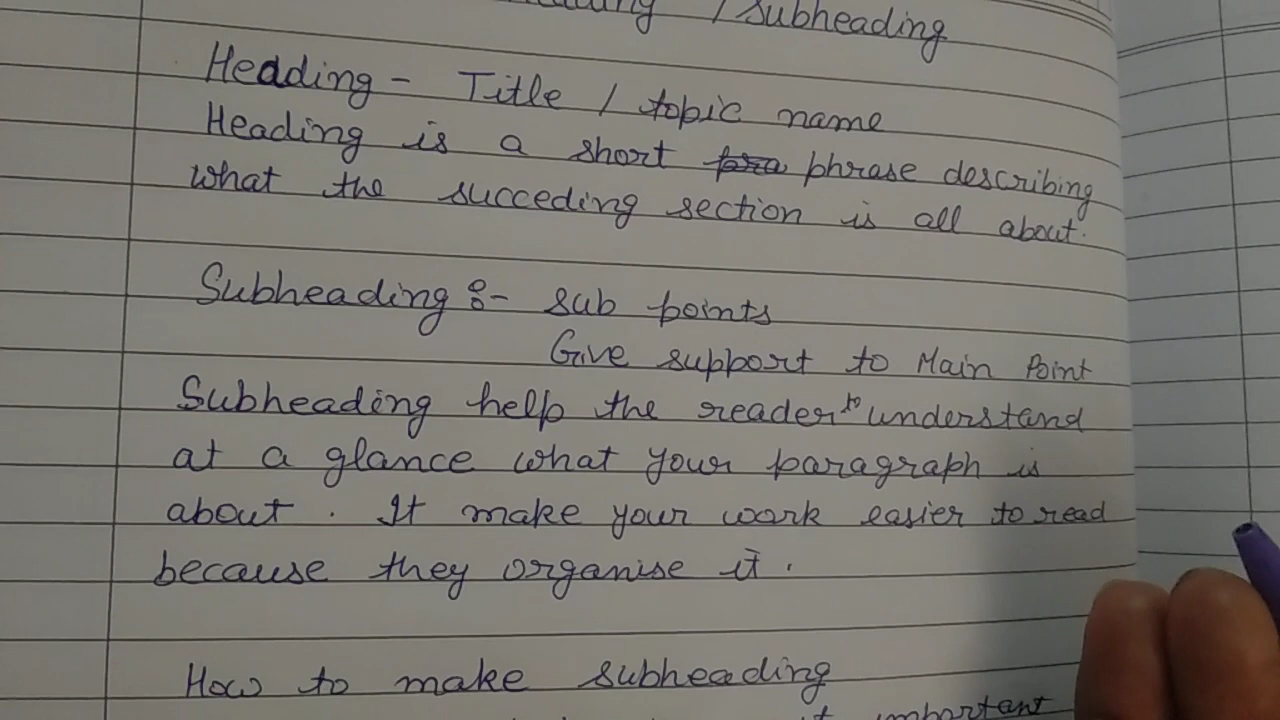 / Subheading
Heading - Title / topic name
Heading is a short phrase describing
what the succeding section is all about.
Subheading :- sub points
Give support to Main Point
Subheading help the reader to understand
at a glance what your paragraph is
about . It make your work easier to read
because they organise it .
How to make subheading
important